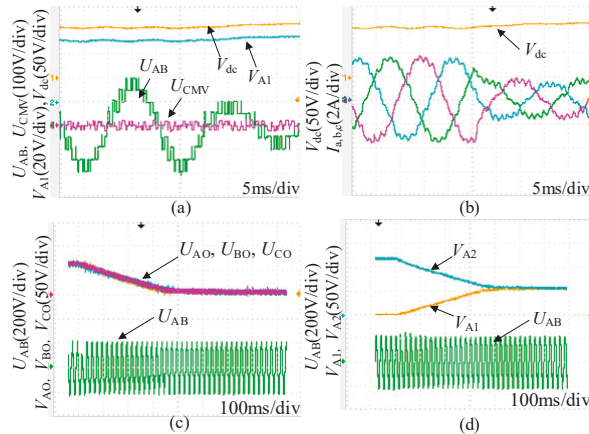 U_AB, U_CMV(100V/div)
V_A1(20V/div), V_dc(50V/div)
V_dc
V_A1
U_AB
U_CMV
5ms/div
(a)
V_dc(50V/div)
I_a,b,c(2A/div)
V_dc
5ms/div
(b)
U_AB(200V/div)
V_AO, V_BO, V_CO(50V/div)
U_AO, U_BO, U_CO
U_AB
100ms/div
(c)
U_AB(200V/div)
V_A1, V_A2(50V/div)
V_A2
V_A1
U_AB
100ms/div
(d)